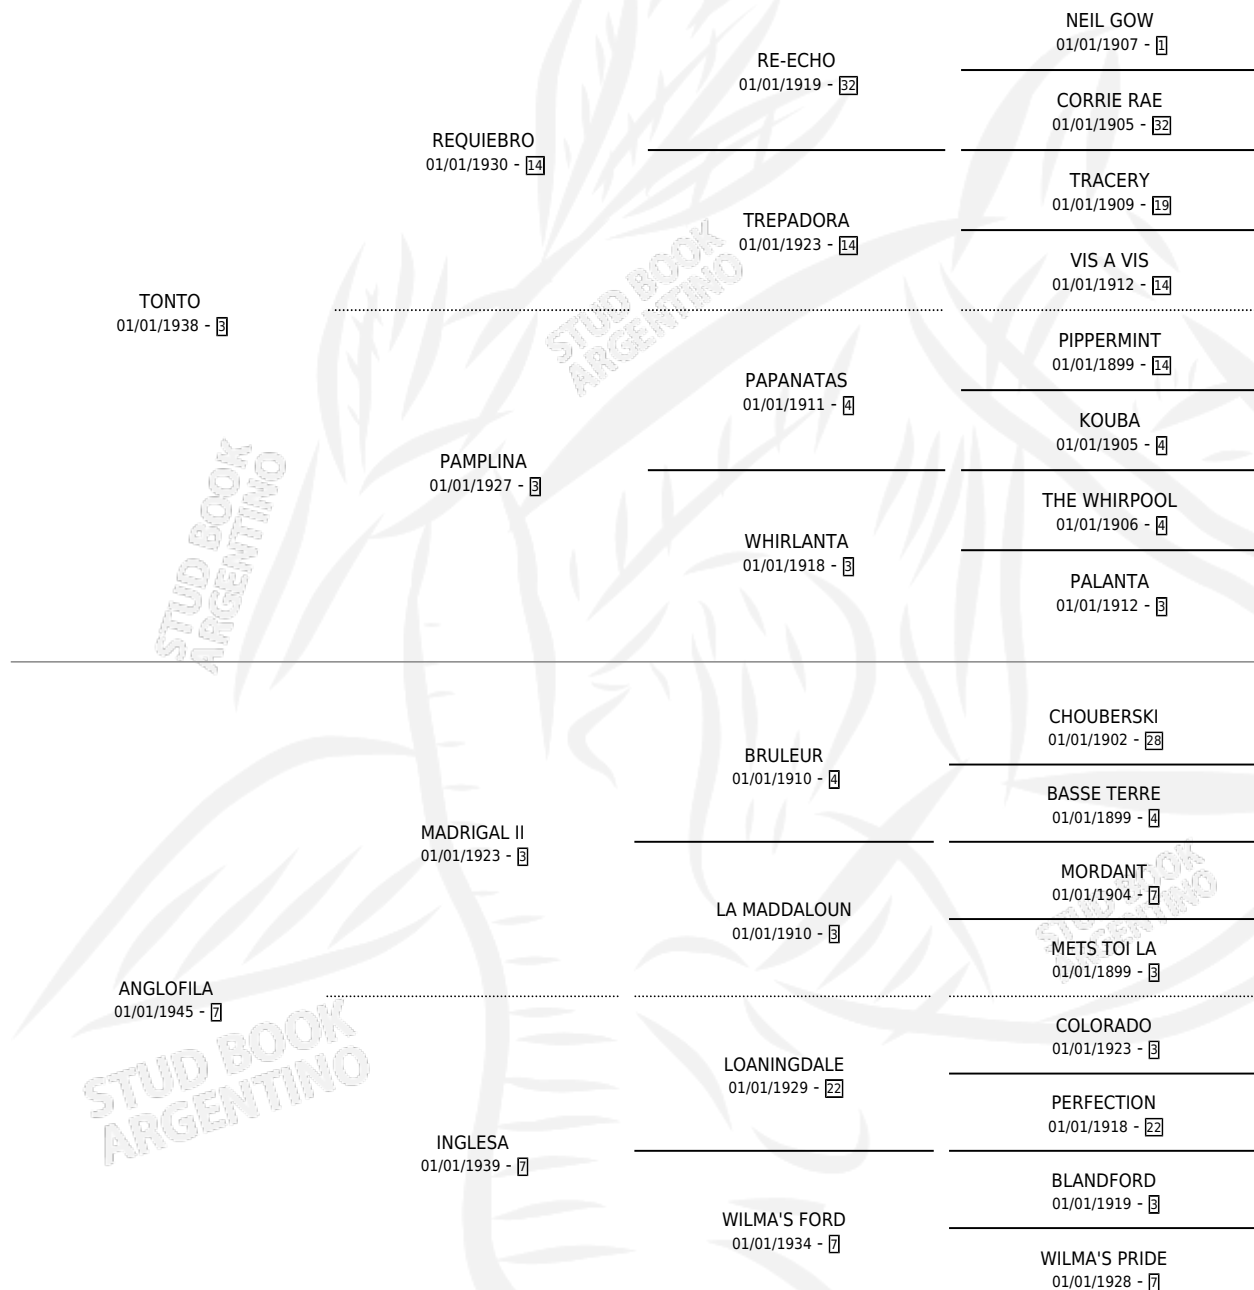 NEIL GOW
01/01/1907 - 1
RE-ECHO
01/01/1919 - 32
CORRIE RAE
01/01/1905 - 32
REQUIEBRO
01/01/1930 - 14
TRACERY
01/01/1909 - 19
TREPADORA
01/01/1923 - 14
VIS A VIS
01/01/1912 - 14
TONTO
01/01/1938 - 3
PIPPERMINT
01/01/1899 - 14
PAPANATAS
01/01/1911 - 4
KOUBA
01/01/1905 - 4
PAMPLINA
01/01/1927 - 3
THE WHIRPOOL
01/01/1906 - 4
WHIRLANTA
01/01/1918 - 3
PALANTA
01/01/1912 - 3
STUD BOOK
ARGENTINO
STUD BOOK
ARGENTINO
CHOUBERSKI
01/01/1902 - 28
BRULEUR
01/01/1910 - 4
BASSE TERRE
01/01/1899 - 4
MADRIGAL II
01/01/1923 - 3
MORDANT
01/01/1904 - 7
LA MADDALOUN
01/01/1910 - 3
METS TOI LA
01/01/1899 - 3
ANGLOFILA
01/01/1945 - 7
COLORADO
01/01/1923 - 3
LOANINGDALE
01/01/1929 - 22
PERFECTION
01/01/1918 - 22
INGLESA
01/01/1939 - 7
BLANDFORD
01/01/1919 - 3
WILMA'S FORD
01/01/1934 - 7
WILMA'S PRIDE
01/01/1928 - 7
STUD BOOK
ARGENTINO
STUD BOOK
ARGENTINO